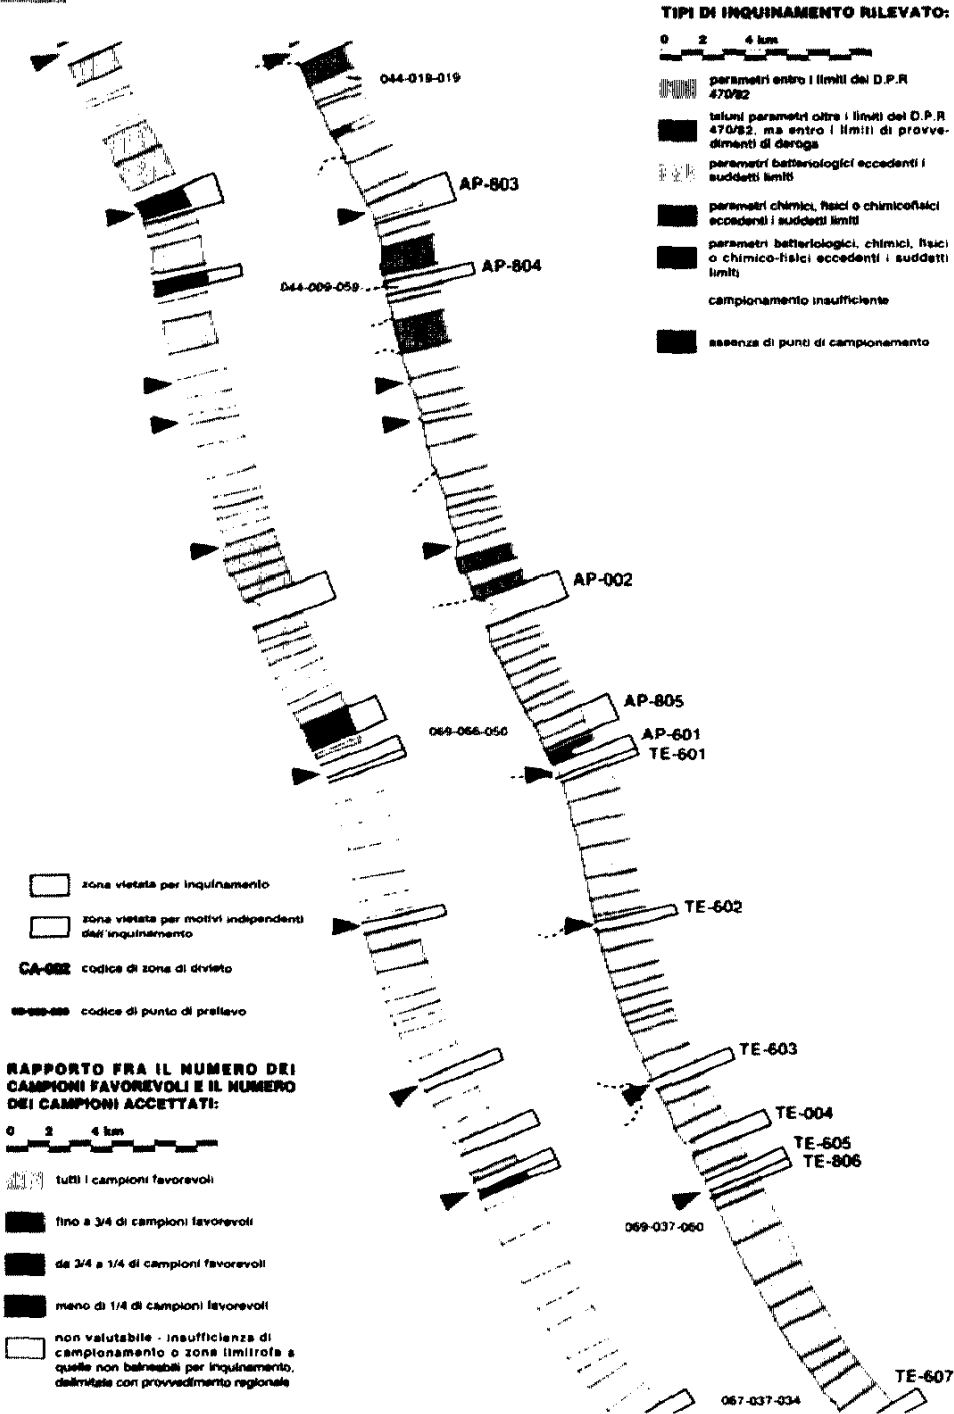 TIPI DI INQUINAMENTO RILEVATO:
0 2 4 km
parametri entro i limiti del D.P.R
470/82
taluni parametri oltre i limiti del D.P.R
470/82, ma entro i limiti di provve-
dimenti di deroga
parametri batteriologici eccedenti i
suddetti limiti
parametri chimici, fisici o chimicofisici
eccedenti i suddetti limiti
parametri batteriologici, chimici, fisici
o chimico-fisici eccedenti i suddetti
limiti
campionamento insufficiente
assenza di punti di campionamento
044-018-019
AP-803
AP-804
044-009-059
AP-002
AP-805
069-066-050
AP-601
TE-601
TE-602
TE-603
TE-004
TE-605
TE-806
069-037-060
TE-607
067-037-034
zona vietata per inquinamento
zona vietata per motivi indipendenti
dall'inquinamento
CA-002 codice di zona di divieto
codice di punto di prelievo
RAPPORTO FRA IL NUMERO DEI
CAMPIONI FAVOREVOLI E IL NUMERO
DEI CAMPIONI ACCETTATI:
0 2 4 km
tutti i campioni favorevoli
fino a 3/4 di campioni favorevoli
da 3/4 a 1/4 di campioni favorevoli
meno di 1/4 di campioni favorevoli
non valutabile - insufficienza di
campionamento o zona limitrofa a
quelle non balneabili per inquinamento,
delimitate con provvedimento regionale